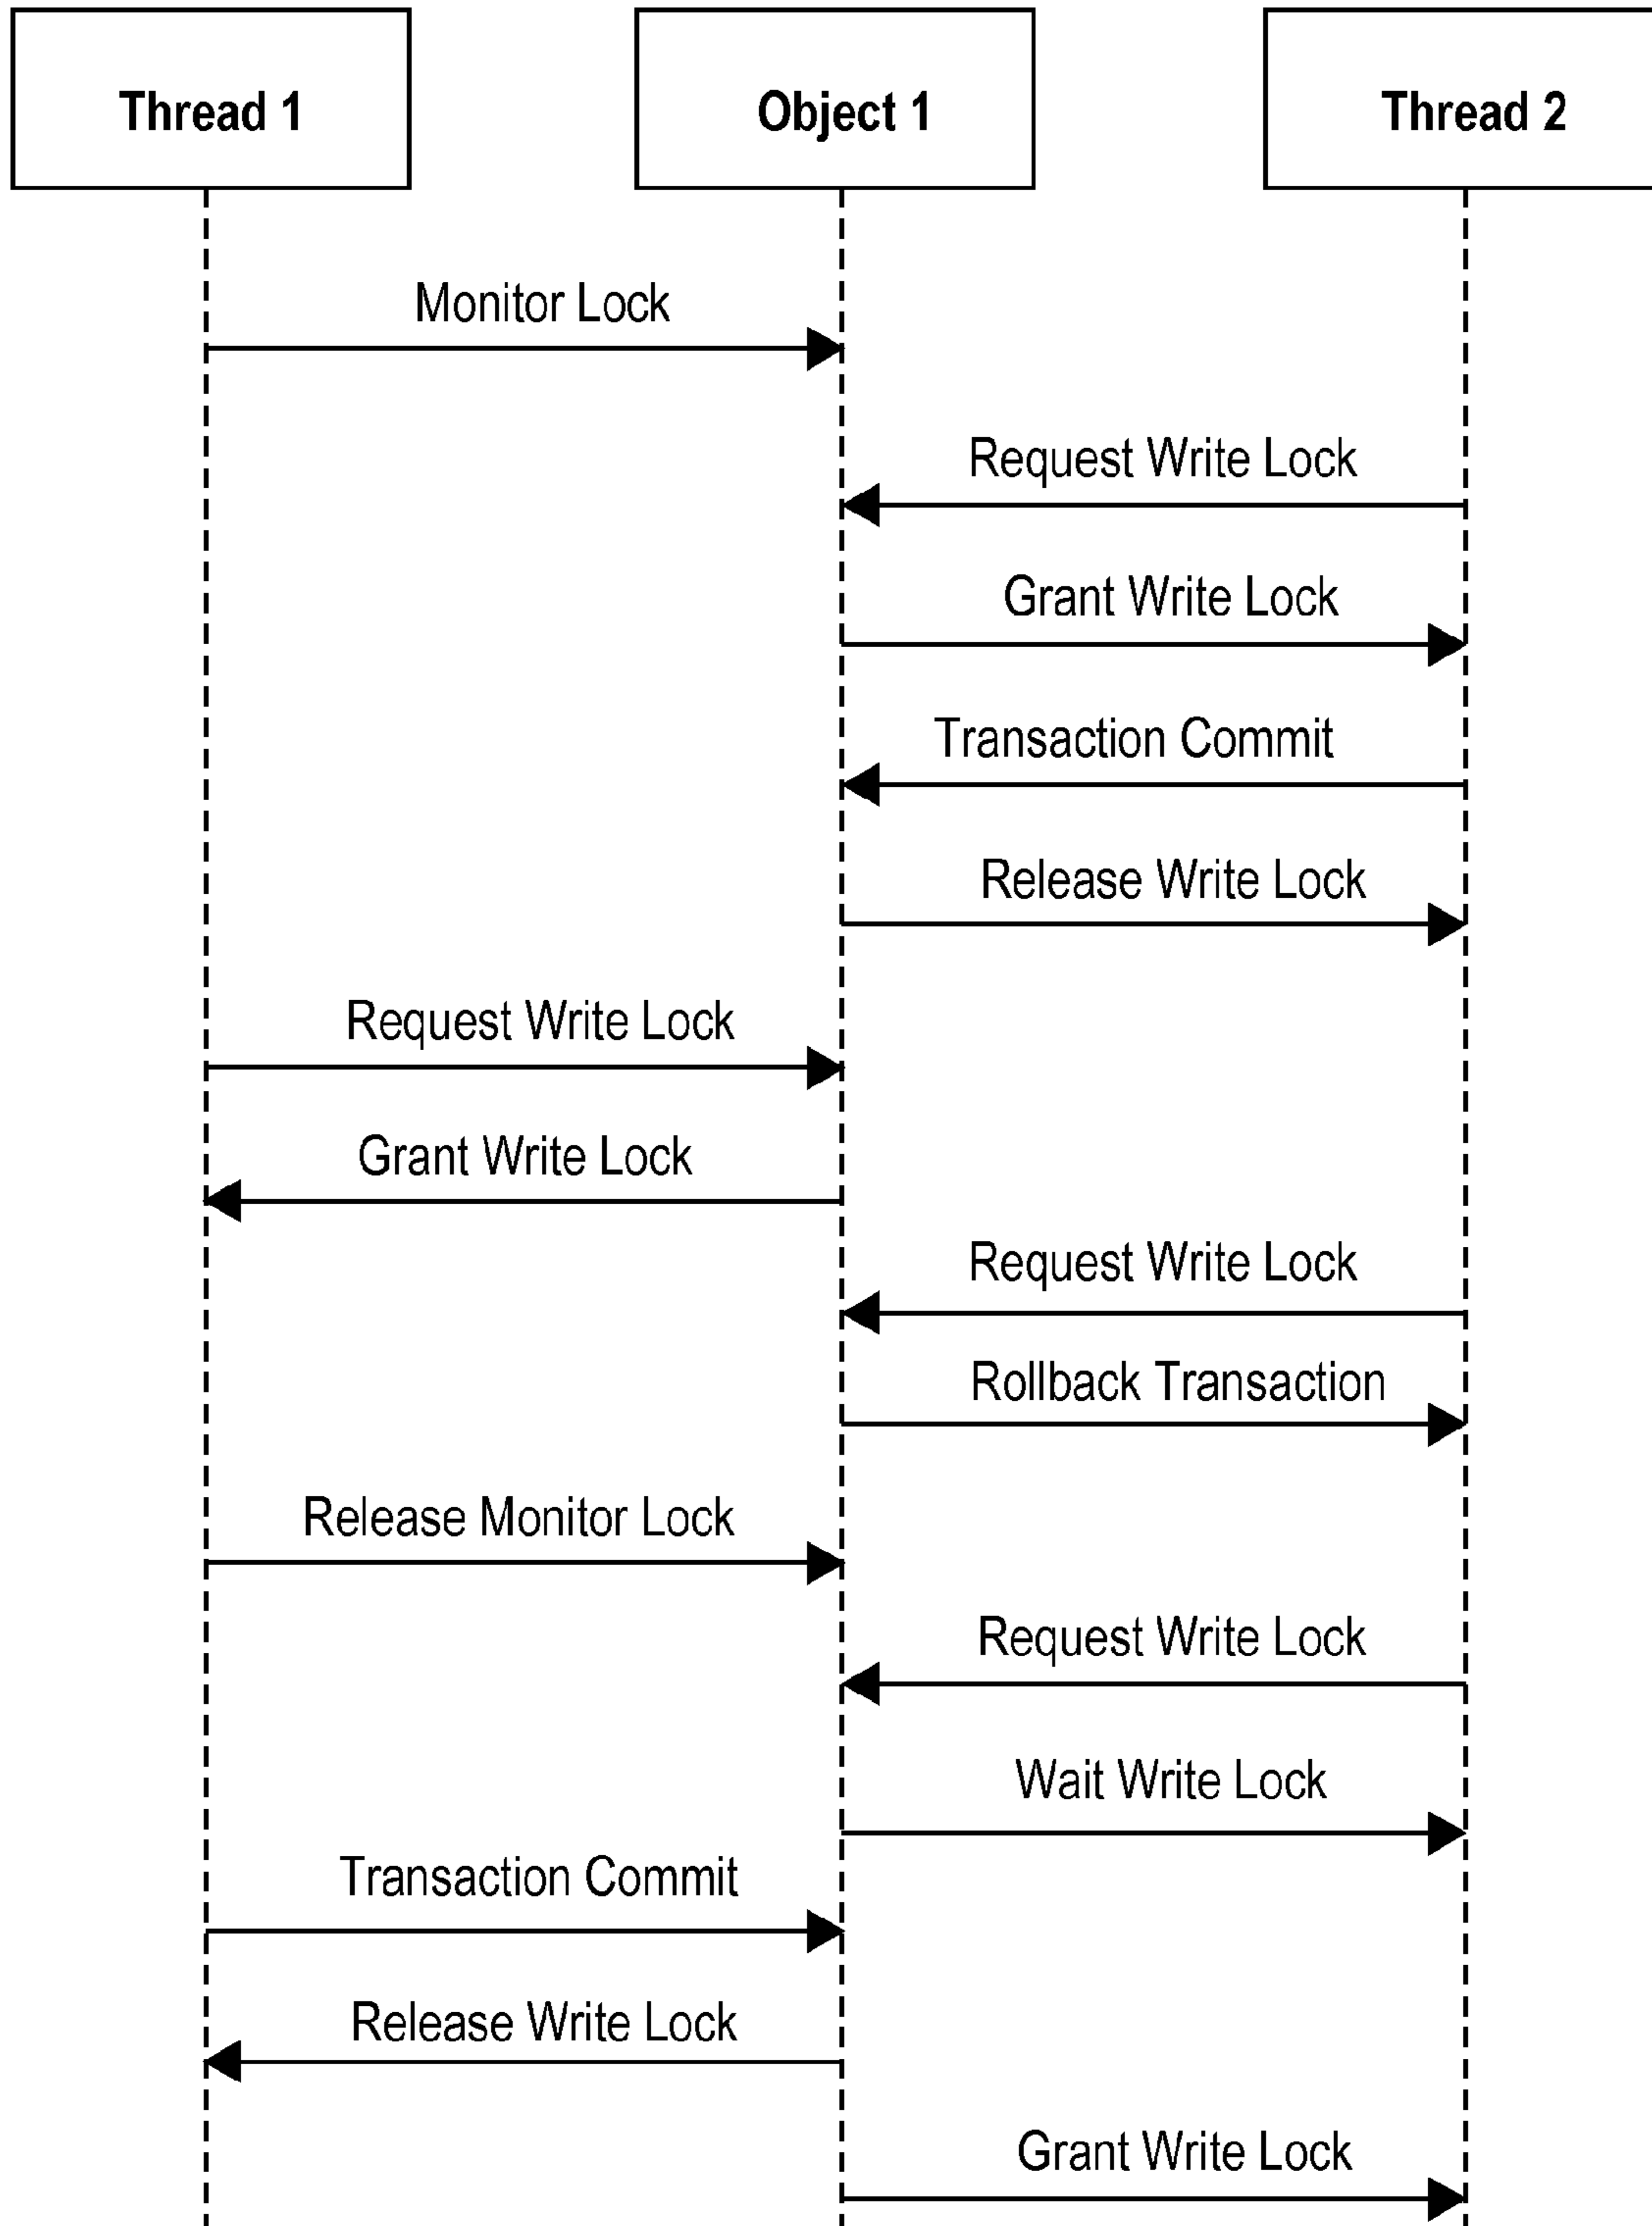 Thread 1
Object 1
Thread 2
Monitor Lock
Request Write Lock
Grant Write Lock
Transaction Commit
Release Write Lock
Request Write Lock
Grant Write Lock
Request Write Lock
Rollback Transaction
Release Monitor Lock
Request Write Lock
Wait Write Lock
Transaction Commit
Release Write Lock
Grant Write Lock